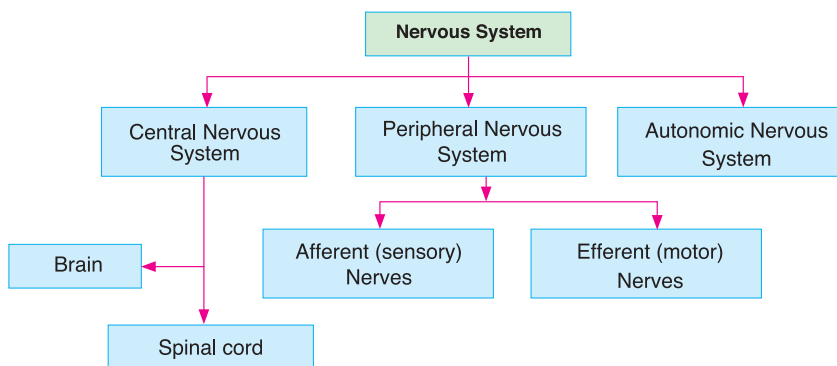 Nervous System
Central Nervous
System
Peripheral Nervous
System
Autonomic Nervous
System
Brain
Afferent (sensory)
Nerves
Efferent (motor)
Nerves
Spinal cord